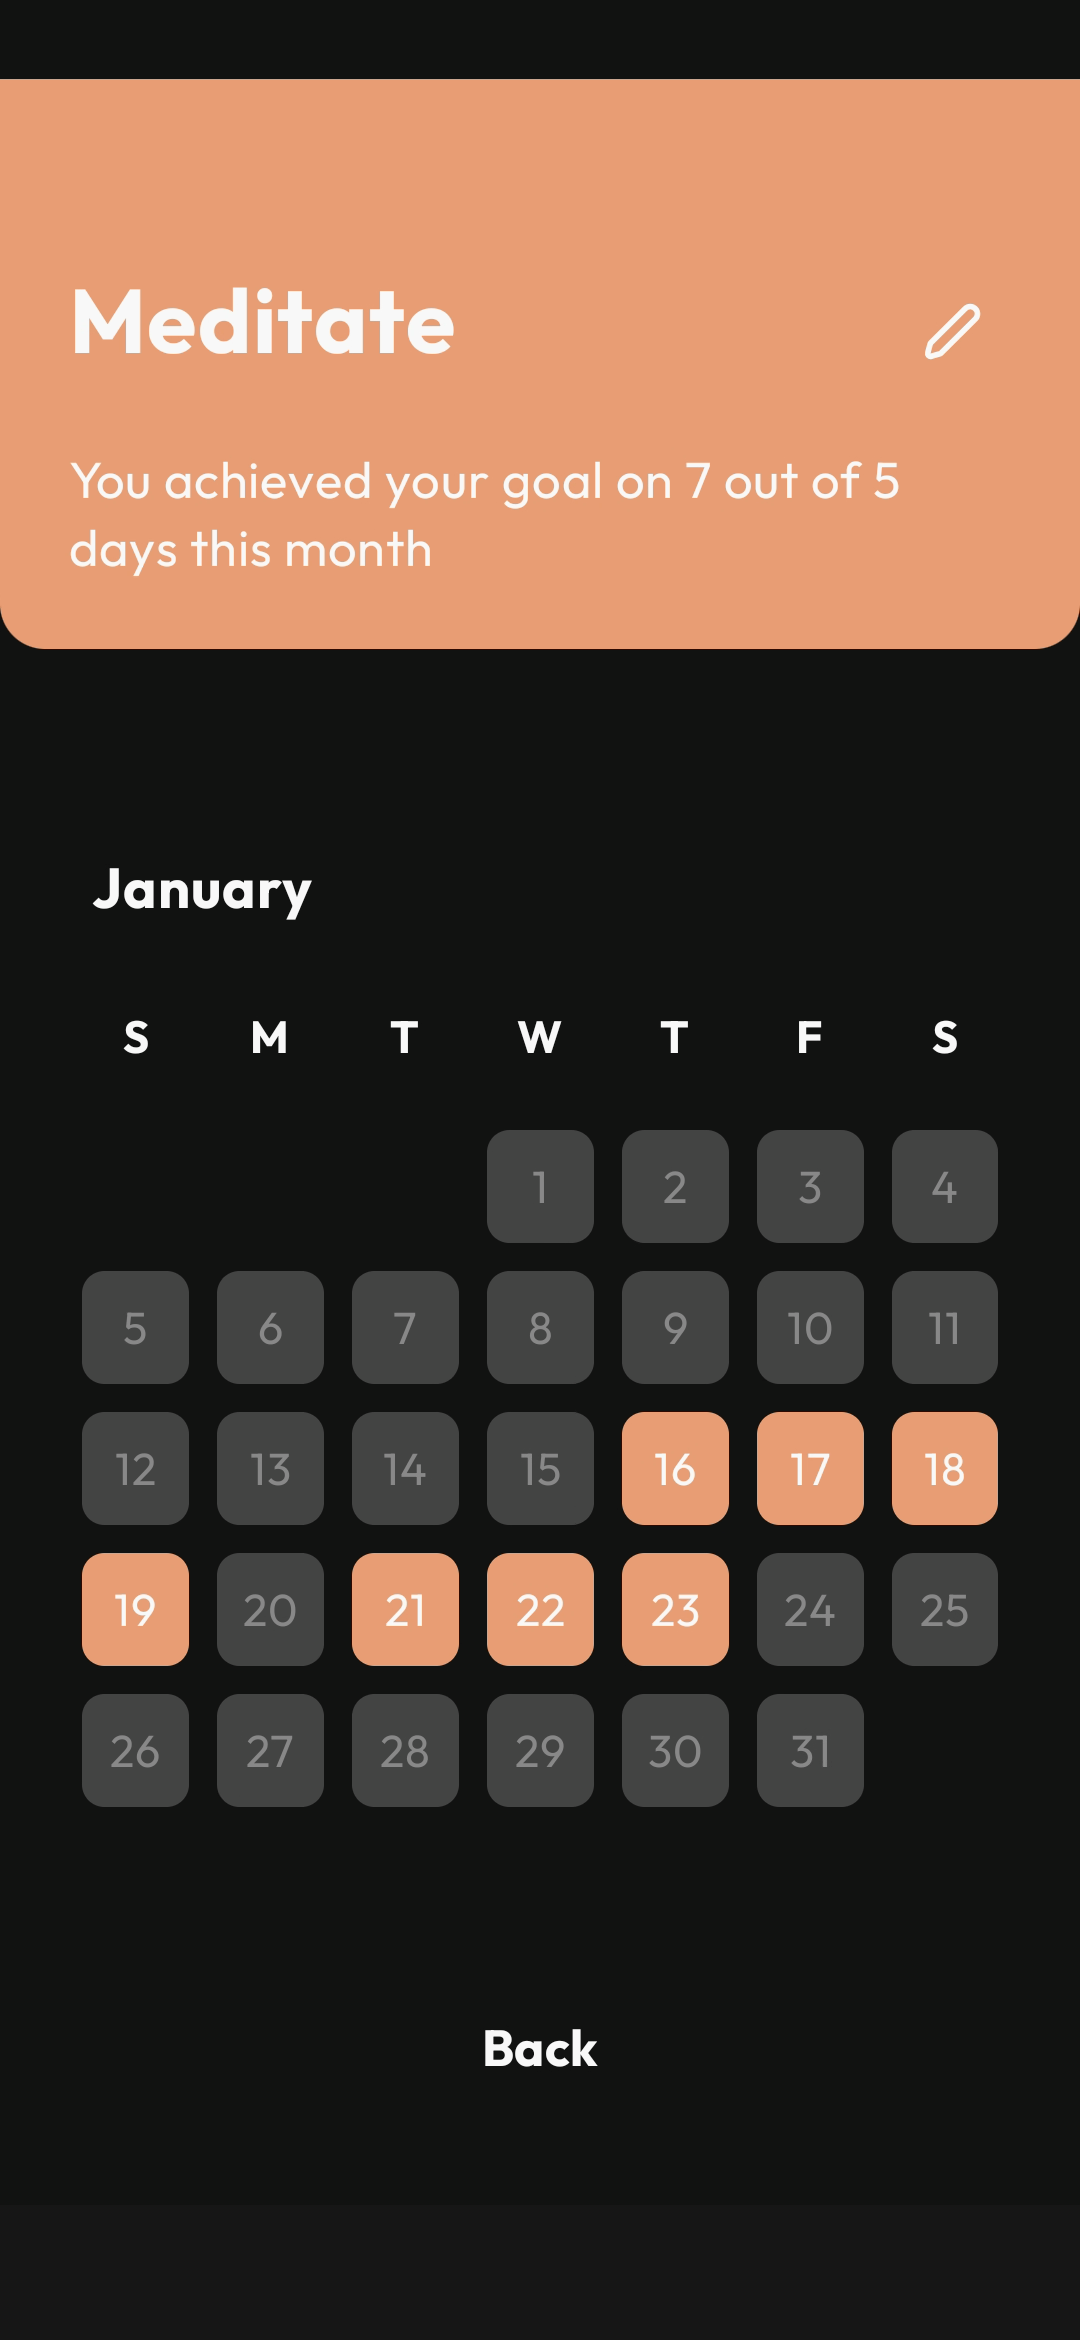 Meditate
You achieved your goal on 7 out of 5
days this month
January
S M T W T F S
1 2 3 4
5 6 7 8 9 10 11
12 13 14 15 16 17 18
19 20 21 22 23 24 25
26 27 28 29 30 31
Back